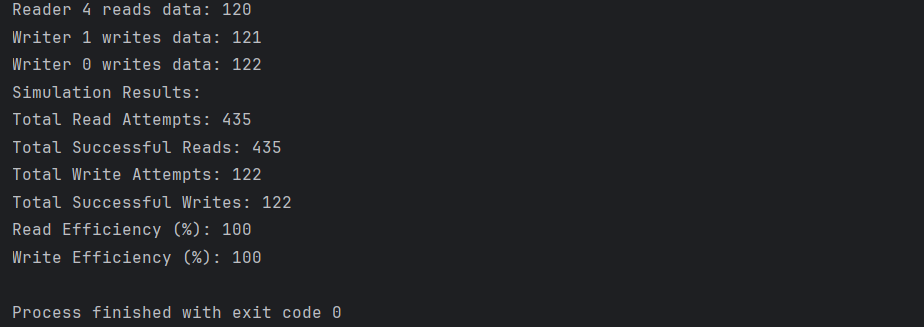 Reader 4 reads data: 120
Writer 1 writes data: 121
Writer 0 writes data: 122
Simulation Results:
Total Read Attempts: 435
Total Successful Reads: 435
Total Write Attempts: 122
Total Successful Writes: 122
Read Efficiency (%): 100
Write Efficiency (%): 100
Process finished with exit code 0